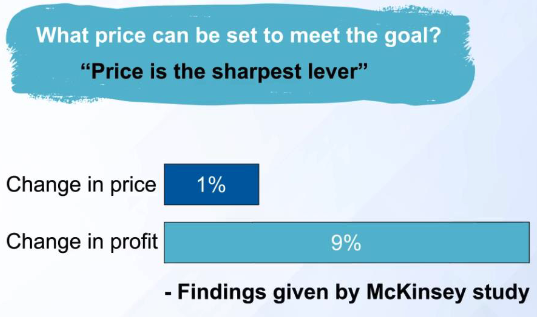 What price can be set to meet the goal?
“Price is the sharpest lever”
Change in price 1%
Change in profit 9%
- Findings given by McKinsey study